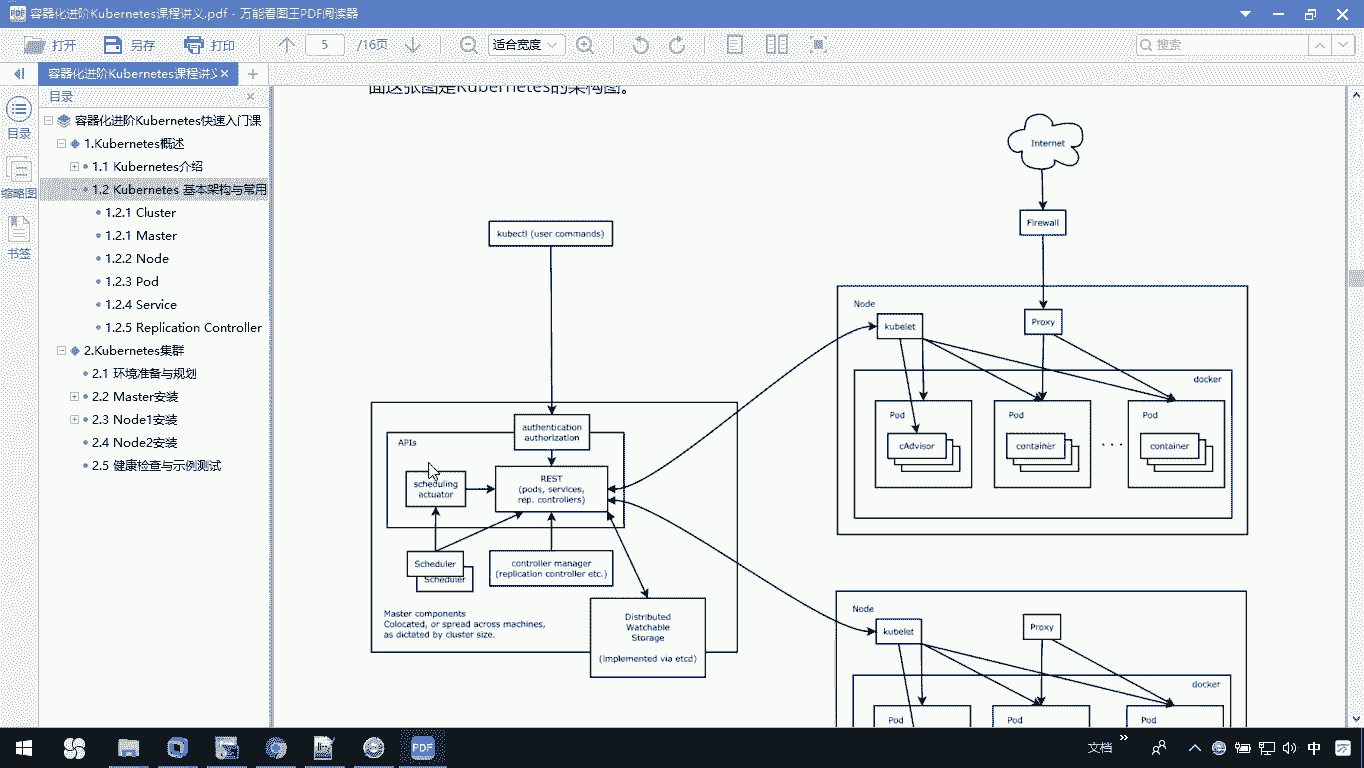 容器化进阶Kubernetes课程讲义.pdf - 万能看图王PDF阅读器
打开
另存
打印
5
/16页
适合宽度
搜索
容器化进阶Kubernetes课程讲义
目录
目录
缩略图
书签
容器化进阶Kubernetes快速入门课
1.Kubernetes概述
1.1 Kubernetes介绍
1.2 Kubernetes 基本架构与常用
1.2.1 Cluster
1.2.1 Master
1.2.2 Node
1.2.3 Pod
1.2.4 Service
1.2.5 Replication Controller
2.Kubernetes集群
2.1 环境准备与规划
2.2 Master安装
2.3 Node1安装
2.4 Node2安装
2.5 健康检查与示例测试
面这张图是Kubernetes的架构图。
Internet
Firewall
kubectl (user commands)
authentication
authorization
APIs
scheduling
actuator
REST
(pods, services,
rep. controllers)
Scheduler
Scheduler
controller manager
(replication controller etc.)
Master components
Colocated, or spread across machines,
as dictated by cluster size.
Distributed
Watchable
Storage
(implemented via etcd)
Node
kubelet
Proxy
docker
Pod
cAdvisor
Pod
container
. . .
Pod
container
Node
kubelet
Proxy
docker
Pod
Pod
Pod
PDF
文档
中